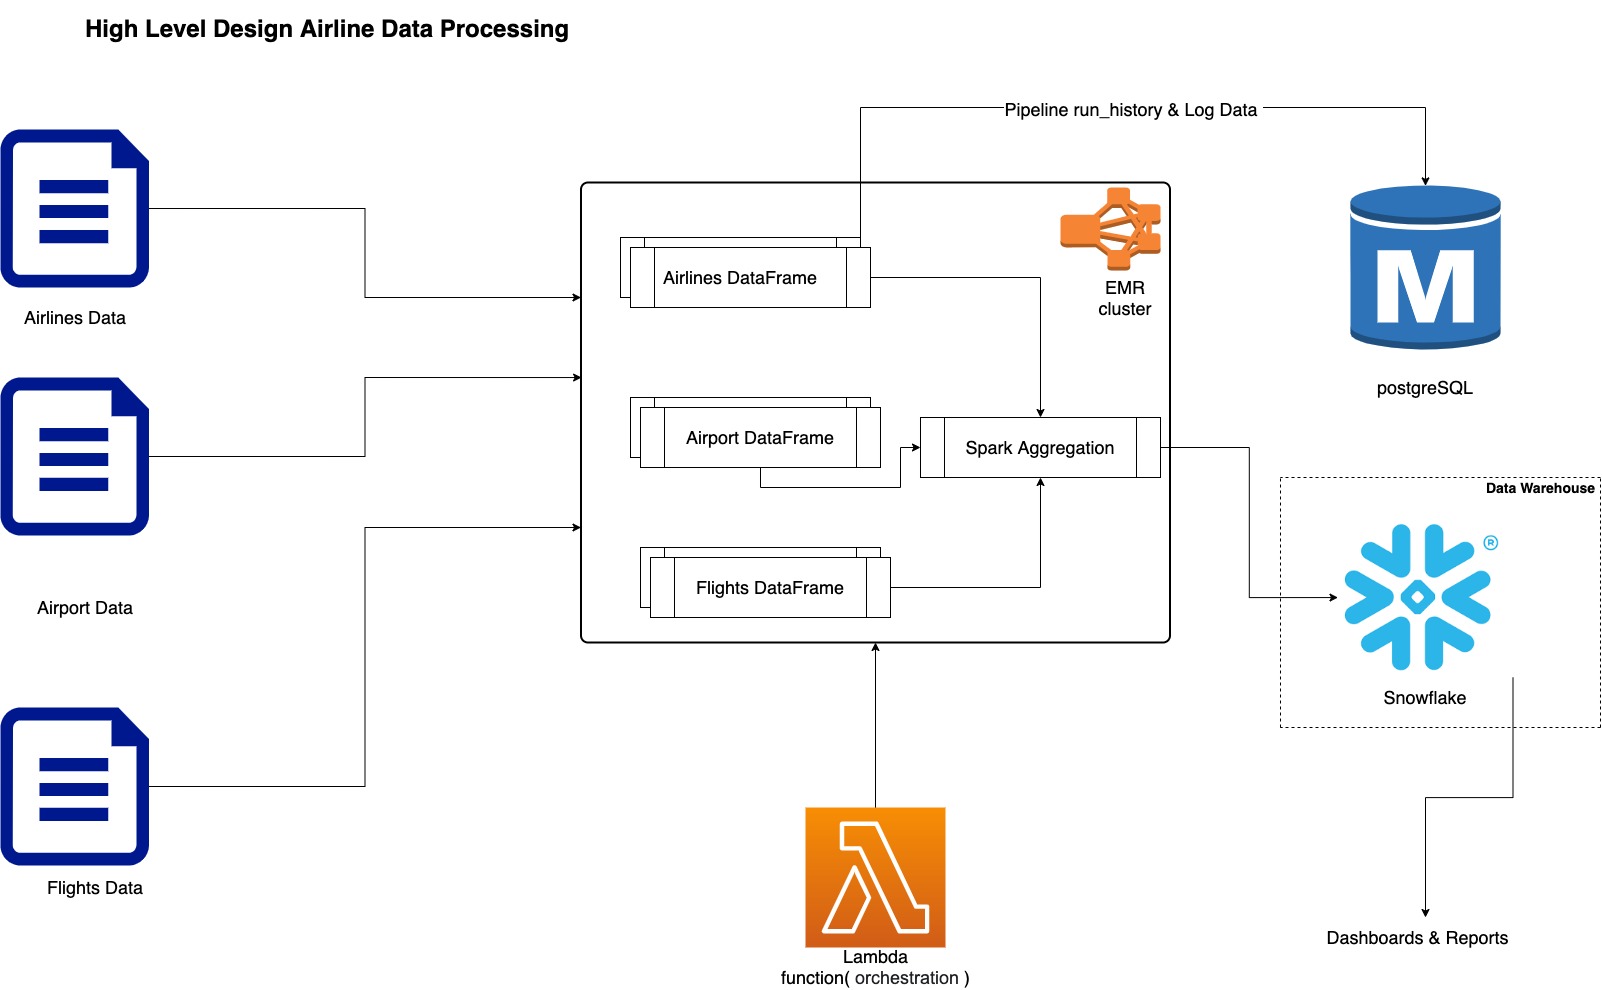 High Level Design Airline Data Processing
Pipeline run_history & Log Data
Airlines Data
Airlines DataFrame
EMR
cluster
M
postgreSQL
Airport DataFrame
Spark Aggregation
Airport Data
Data Warehouse
®
Flights DataFrame
Snowflake
Flights Data
Lambda
function( orchestration )
Dashboards & Reports